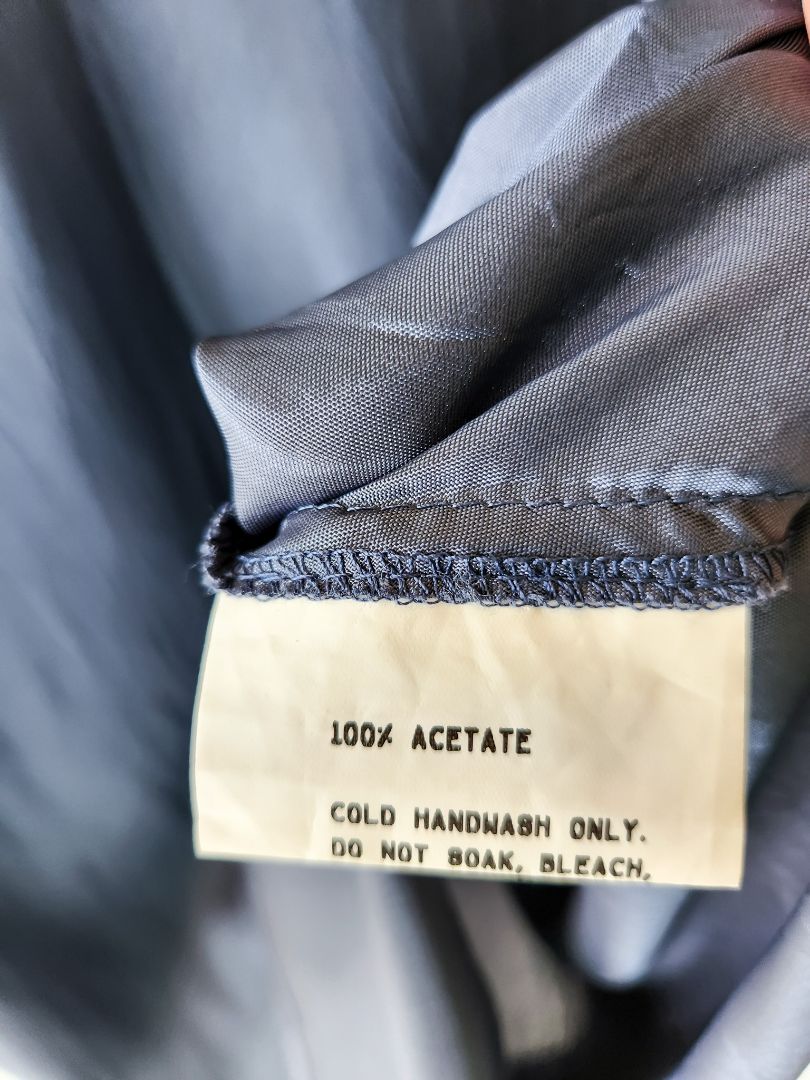 100% ACETATE
COLD HANDWASH ONLY.
DO NOT SOAK, BLEACH,